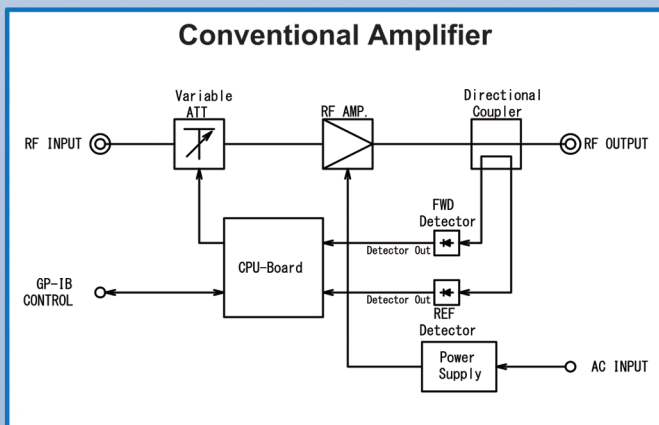 Conventional Amplifier
Variable
ATT
RF AMP.
Directional
Coupler
RF INPUT
RF OUTPUT
FWD
Detector
Detector Out
CPU-Board
GP-IB
CONTROL
Detector Out
REF
Detector
Power
Supply
AC INPUT